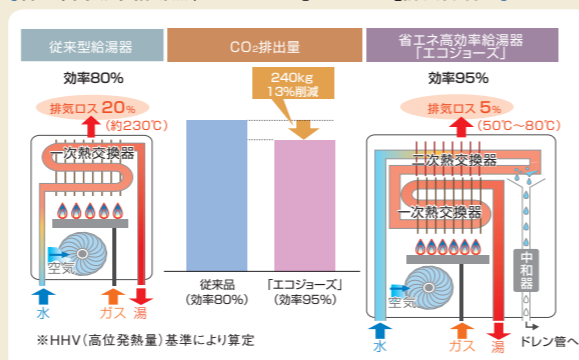 従来型給湯器
効率80%
排気ロス 20%
(約230℃)
一次熱交換器
空気
水
ガス
湯
※HHV(高位発熱量)基準により算定
CO₂排出量
240kg
13%削減
従来品
(効率80%)
「エコジョーズ」
(効率95%)
省エネ高効率給湯器
「エコジョーズ」
効率95%
排気ロス 5%
(50℃〜80℃)
二次熱交換器
一次熱交換器
中和器
空気
水
ガス
湯
ドレン管へ